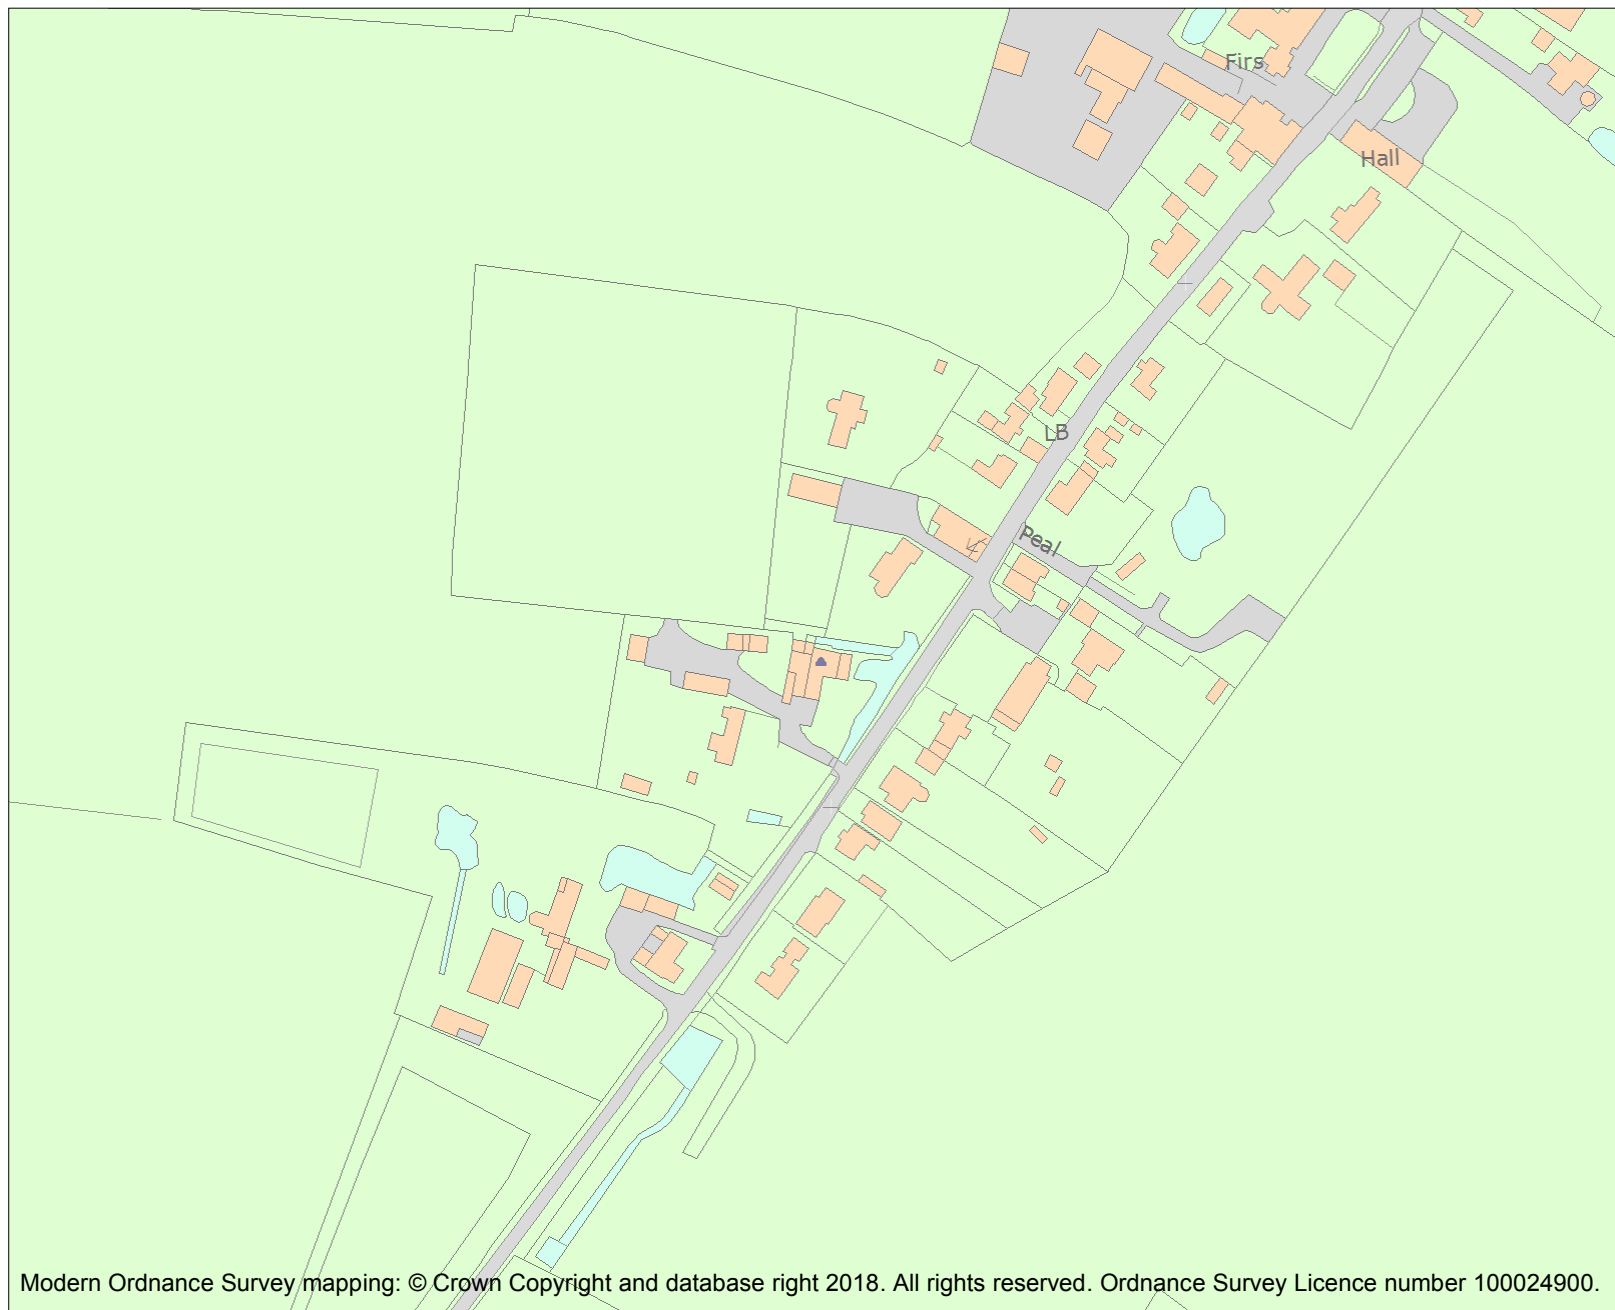 Firs
Hall
LB
Peal
Modern Ordnance Survey mapping: © Crown Copyright and database right 2018. All rights reserved. Ordnance Survey Licence number 100024900.